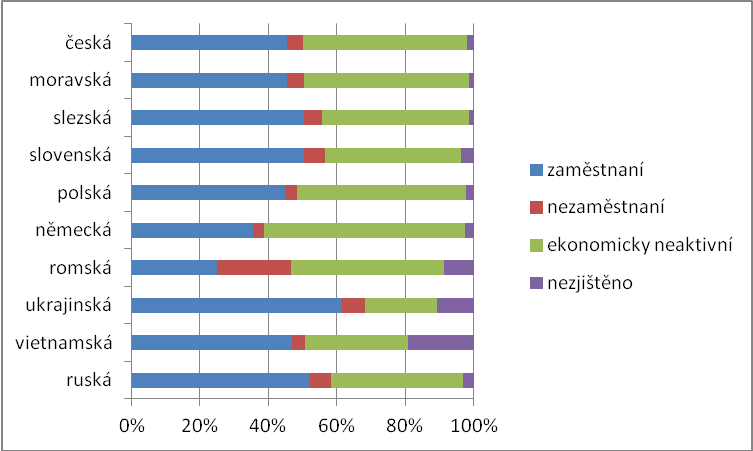 česká
moravská
slezská
slovenská
polská
německá
romská
ukrajinská
vietnamská
ruská
0% 20% 40% 60% 80% 100%
zaměstnaní
nezaměstnaní
ekonomicky neaktivní
nezjištěno